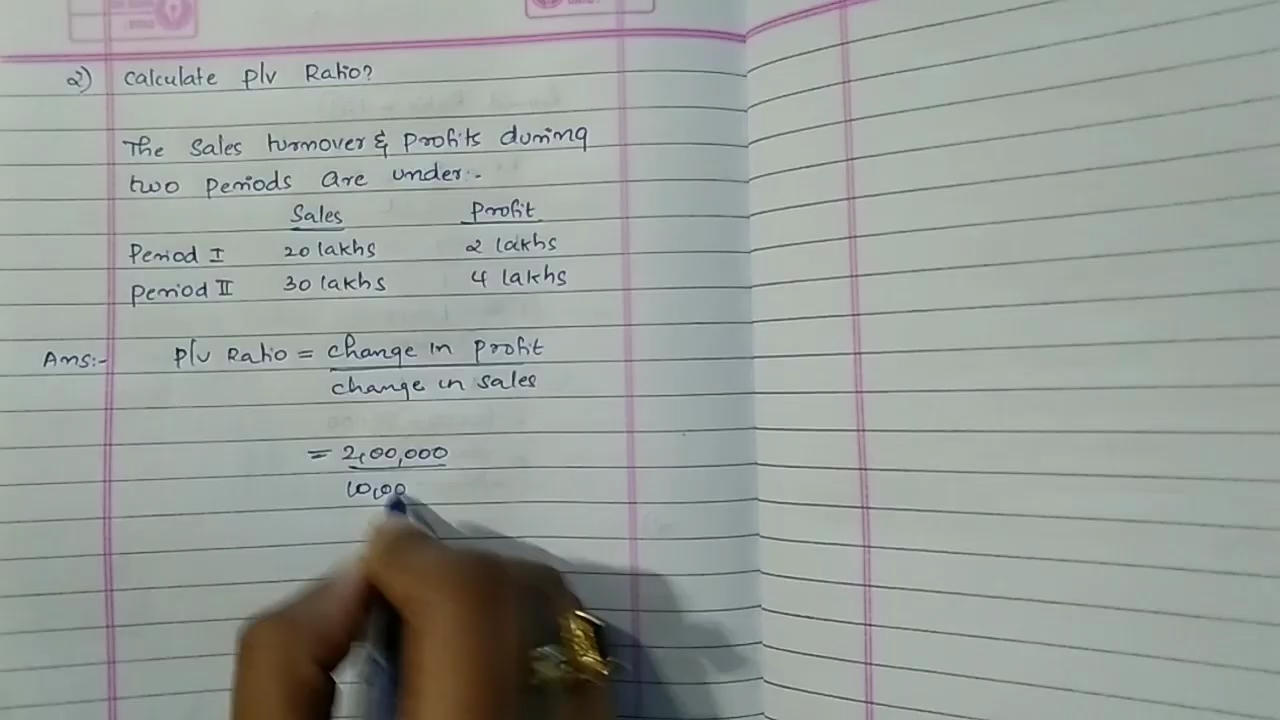 2) Calculate P/V Ratio?
The Sales turnover & Profits during
two Periods are under:-
Sales Profit
Period I 20 lakhs 2 lakhs
Period II 30 lakhs 4 lakhs
Ans:- P/V Ratio = change in profit
change in sales
= 2,00,000
10,00